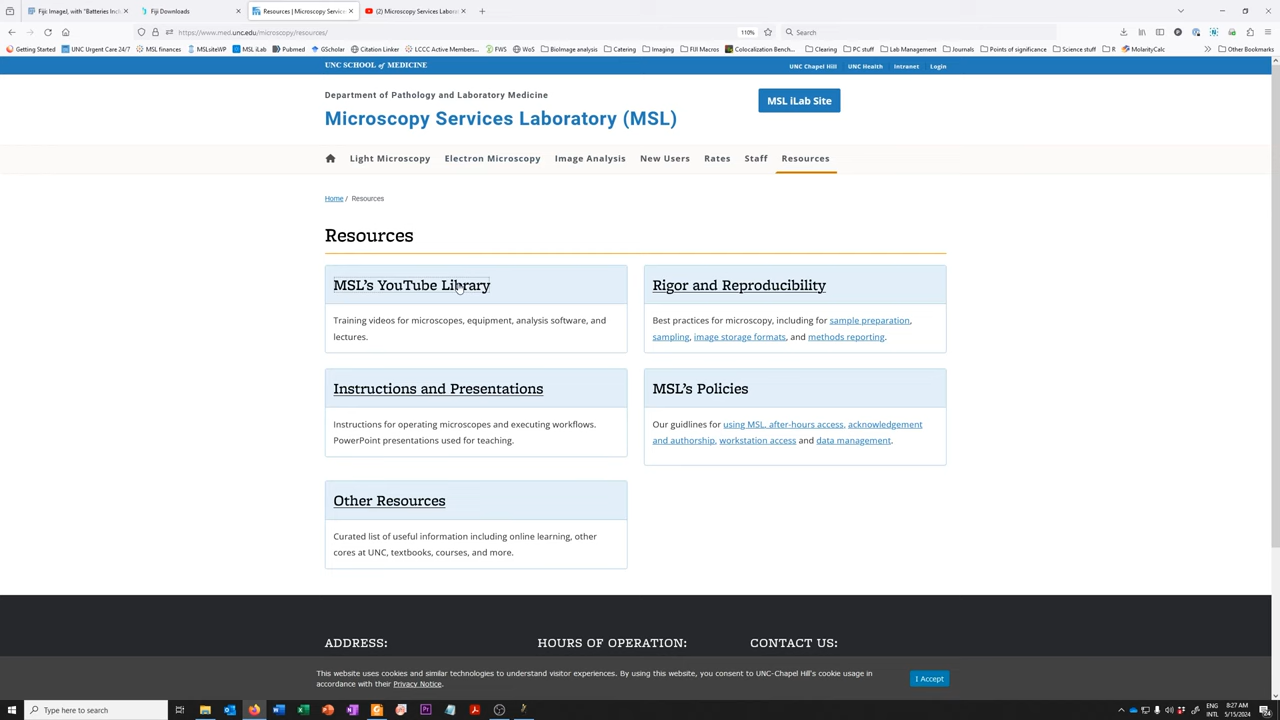 Fiji: ImageJ, with "Batteries Incl
Fiji Downloads
Resources | Microscopy Service
(2) Microscopy Services Labora
https://www.med.unc.edu/microscopy/resources/
110%
Search
Getting Started
UNC Urgent Care 24/7
MSL finances
MSLsiteWP
MSL iLab
Pubmed
GScholar
Citation Linker
LCCC Active Members...
FWS
WoS
BioImage analysis
Catering
Imaging
FIJI Macros
Colocalization Bench...
Clearing
PC stuff
Lab Management
Journals
Points of significance
Science stuff
R
MolarityCalc
Other Bookmarks
UNC SCHOOL of MEDICINE
UNC Chapel Hill
UNC Health
Intranet
Login
Department of Pathology and Laboratory Medicine
Microscopy Services Laboratory (MSL)
MSL iLab Site
Light Microscopy
Electron Microscopy
Image Analysis
New Users
Rates
Staff
Resources
Home / Resources
Resources
MSL's YouTube Library
Training videos for microscopes, equipment, analysis software, and
lectures.
Rigor and Reproducibility
Best practices for microscopy, including for sample preparation,
sampling, image storage formats, and methods reporting.
Instructions and Presentations
Instructions for operating microscopes and executing workflows.
PowerPoint presentations used for teaching.
MSL's Policies
Our guidlines for using MSL, after-hours access, acknowledgement
and authorship, workstation access and data management.
Other Resources
Curated list of useful information including online learning, other
cores at UNC, textbooks, courses, and more.
ADDRESS:
HOURS OF OPERATION:
CONTACT US:
This website uses cookies and similar technologies to understand visitor experiences. By using this website, you consent to UNC-Chapel Hill's cookie usage in
accordance with their Privacy Notice.
I Accept
Type here to search
ENG
INTL
8:27 AM
5/15/2024